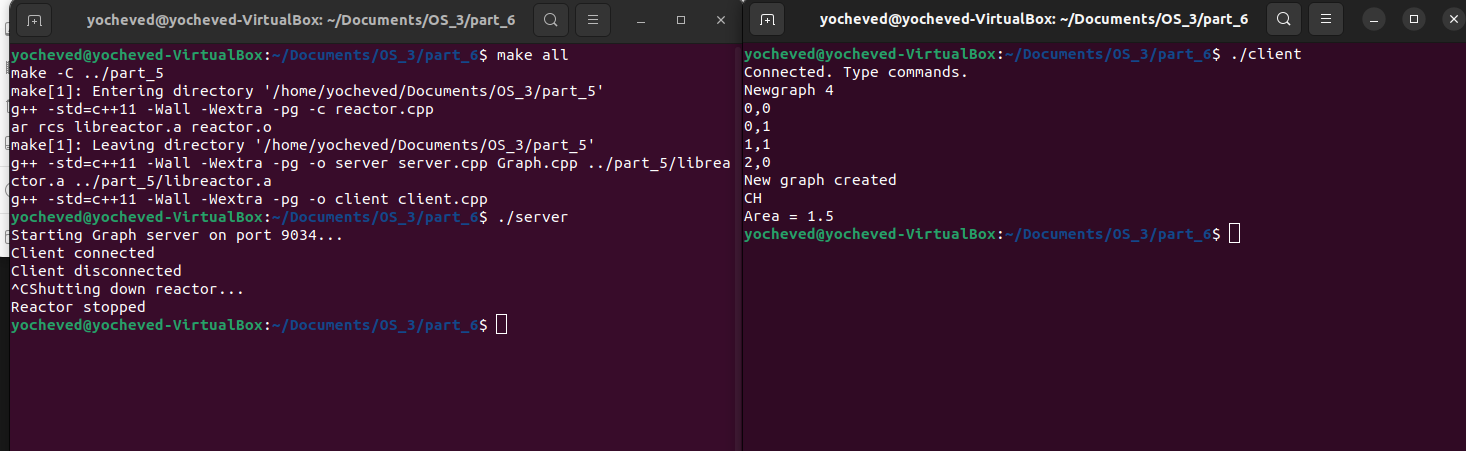 yocheved@yocheved-VirtualBox: ~/Documents/OS_3/part_6
yocheved@yocheved-VirtualBox:~/Documents/OS_3/part_6$ make all
make -C ../part_5
make[1]: Entering directory '/home/yocheved/Documents/OS_3/part_5'
g++ -std=c++11 -Wall -Wextra -pg -c reactor.cpp
ar rcs libreactor.a reactor.o
make[1]: Leaving directory '/home/yocheved/Documents/OS_3/part_5'
g++ -std=c++11 -Wall -Wextra -pg -o server server.cpp Graph.cpp ../part_5/librea
ctor.a ../part_5/libreactor.a
g++ -std=c++11 -Wall -Wextra -pg -o client client.cpp
yocheved@yocheved-VirtualBox:~/Documents/OS_3/part_6$ ./server
Starting Graph server on port 9034...
Client connected
Client disconnected
^CShutting down reactor...
Reactor stopped
yocheved@yocheved-VirtualBox:~/Documents/OS_3/part_6$
yocheved@yocheved-VirtualBox: ~/Documents/OS_3/part_6
yocheved@yocheved-VirtualBox:~/Documents/OS_3/part_6$ ./client
Connected. Type commands.
Newgraph 4
0,0
0,1
1,1
2,0
New graph created
CH
Area = 1.5
yocheved@yocheved-VirtualBox:~/Documents/OS_3/part_6$